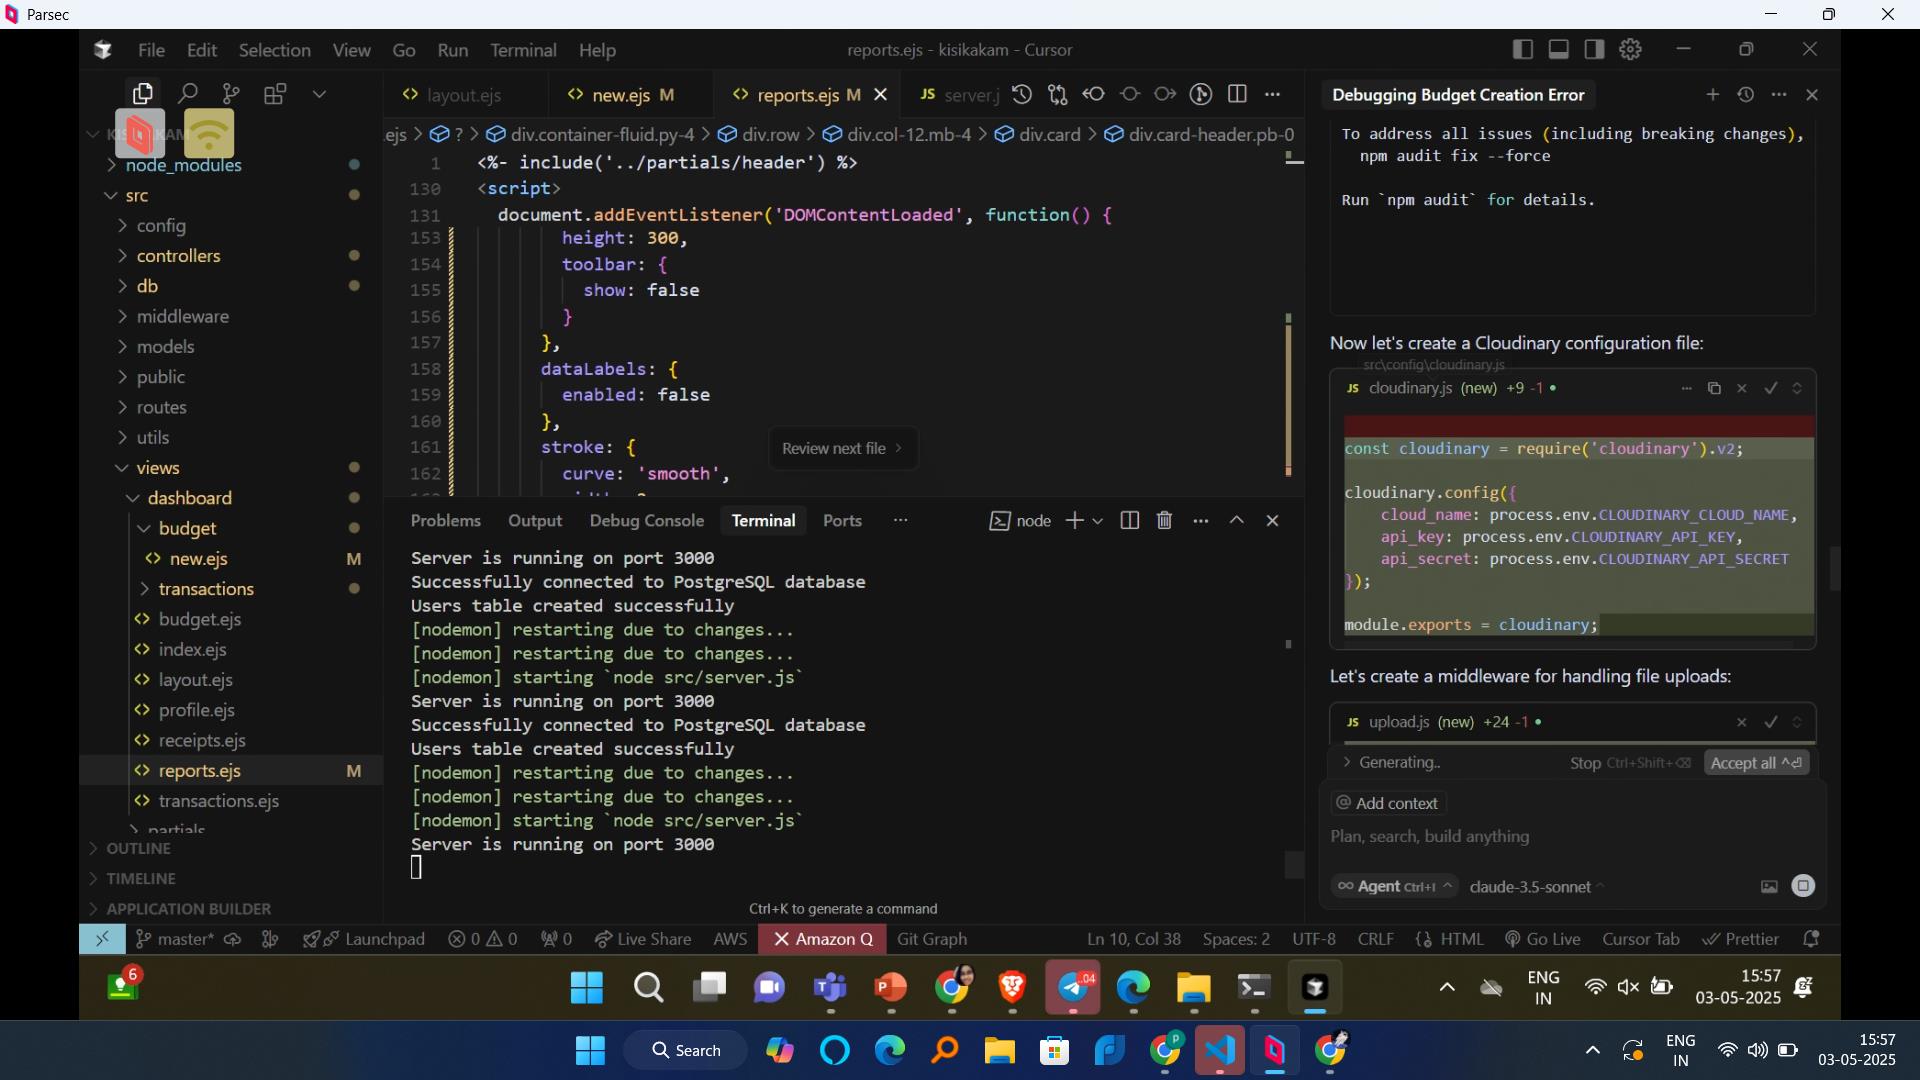 Parsec
File Edit Selection View Go Run Terminal Help
reports.ejs - kisikakam - Cursor
layout.ejs
new.ejs M
reports.ejs M
JS server.j
node_modules
src
config
controllers
db
middleware
models
public
routes
utils
views
dashboard
budget
new.ejs M
transactions
budget.ejs
index.ejs
layout.ejs
profile.ejs
receipts.ejs
reports.ejs M
transactions.ejs
partials
OUTLINE
TIMELINE
APPLICATION BUILDER
.ejs > ? > div.container-fluid.py-4 > div.row > div.col-12.mb-4 > div.card > div.card-header.pb-0
1 <%- include('../partials/header') %>
130 <script>
131 document.addEventListener('DOMContentLoaded', function() {
153 height: 300,
154 toolbar: {
155 show: false
156 }
157 },
158 dataLabels: {
159 enabled: false
160 },
161 stroke: {
162 curve: 'smooth',
Review next file >
Problems Output Debug Console Terminal Ports ...
node
Server is running on port 3000
Successfully connected to PostgreSQL database
Users table created successfully
[nodemon] restarting due to changes...
[nodemon] restarting due to changes...
[nodemon] starting `node src/server.js`
Server is running on port 3000
Successfully connected to PostgreSQL database
Users table created successfully
[nodemon] restarting due to changes...
[nodemon] restarting due to changes...
[nodemon] starting `node src/server.js`
Server is running on port 3000
Ctrl+K to generate a command
Debugging Budget Creation Error
To address all issues (including breaking changes),
npm audit fix --force
Run `npm audit` for details.
Now let's create a Cloudinary configuration file:
src\config\cloudinary.js
JS cloudinary.js (new) +9 -1
const cloudinary = require('cloudinary').v2;
cloudinary.config({
cloud_name: process.env.CLOUDINARY_CLOUD_NAME,
api_key: process.env.CLOUDINARY_API_KEY,
api_secret: process.env.CLOUDINARY_API_SECRET
});
module.exports = cloudinary;
Let's create a middleware for handling file uploads:
JS upload.js (new) +24 -1
Generating..
Stop Ctrl+Shift+⌫
Accept all ^⏎
@ Add context
Plan, search, build anything
∞ Agent Ctrl+I
claude-3.5-sonnet
master*
Launchpad
0 0
0
Live Share
AWS
Amazon Q
Git Graph
Ln 10, Col 38
Spaces: 2
UTF-8
CRLF
HTML
Go Live
Cursor Tab
Prettier
6
..04
ENG
IN
15:57
03-05-2025
Search
ENG
IN
15:57
03-05-2025